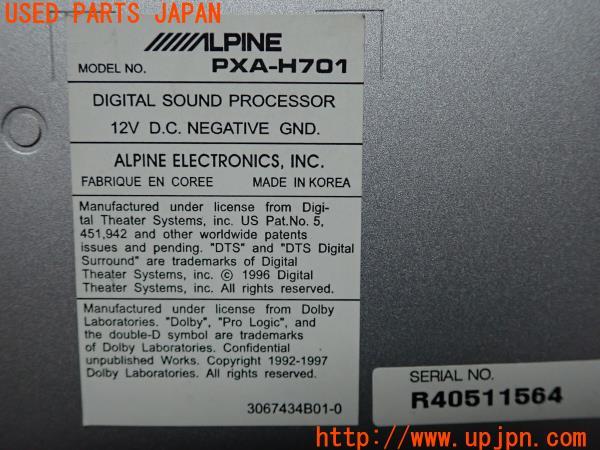 USED PARTS JAPAN
ALPINE
MODEL NO. PXA-H701
DIGITAL SOUND PROCESSOR
12V D.C. NEGATIVE GND.
ALPINE ELECTRONICS, INC.
FABRIQUE EN COREE MADE IN KOREA
Manufactured under license from Digi-
tal Theater Systems, inc. US Pat.No. 5,
451,942 and other worldwide patents
issues and pending. "DTS" and "DTS Digital
Surround" are trademarks of Digital
Theater Systems, inc. © 1996 Digital
Theater Systems, inc. All rights reserved.
Manufactured under license from Dolby
Laboratories. "Dolby", "Pro Logic", and
the double-D symbol are trademarks
of Dolby Laboratories. Confidential
unpublished Works. Copyright 1992-1997
Dolby Laboratories. All rights reserved.
3067434B01-0
SERIAL NO.
R40511564
UPJ http://www.upjpn.com/